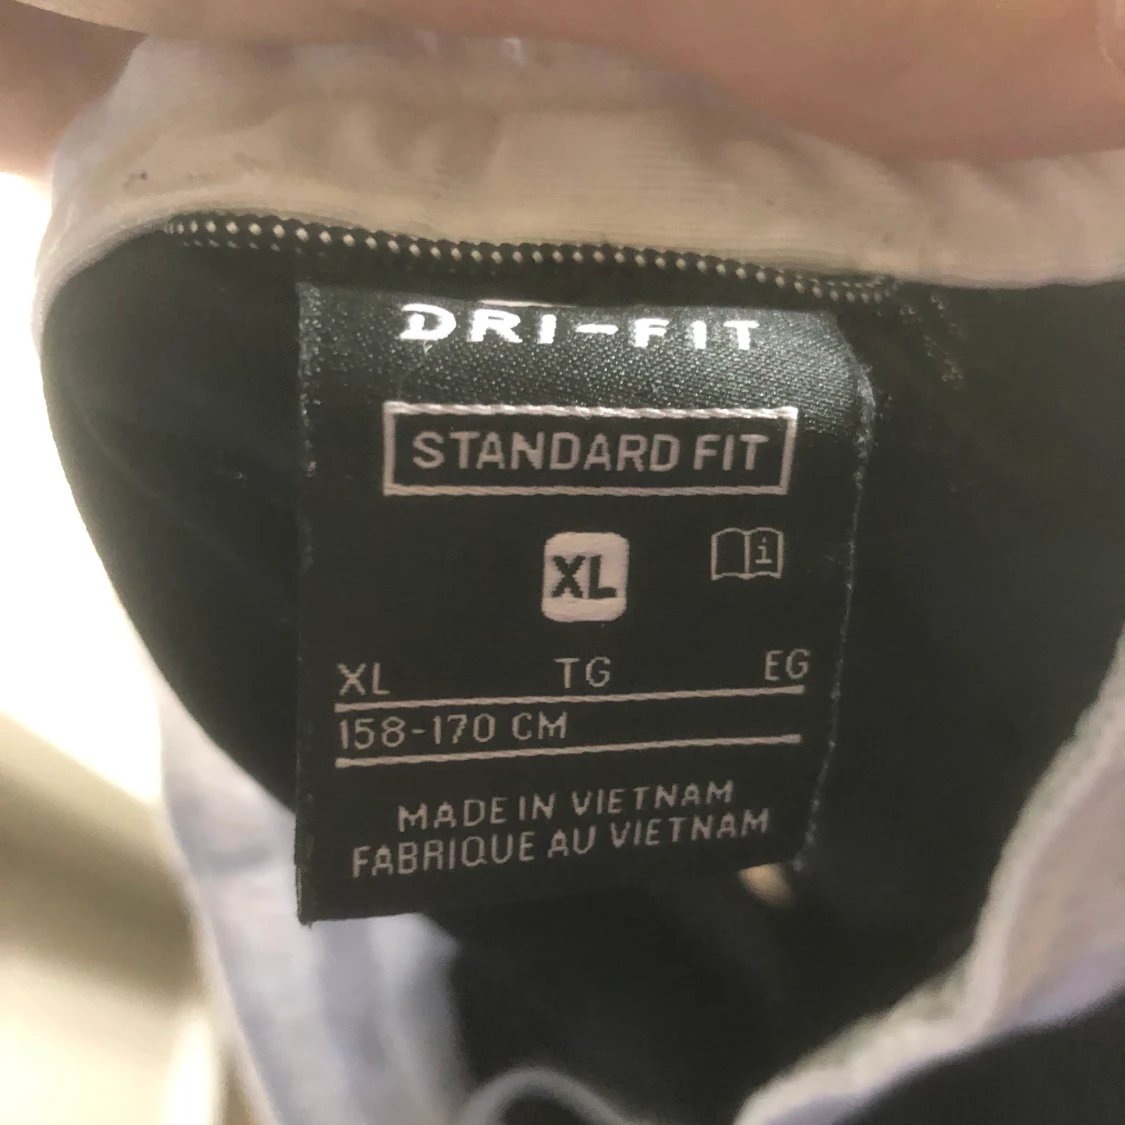 DRI-FIT
STANDARD FIT
XL
i
XL TG EG
158-170 CM
MADE IN VIETNAM
FABRIQUE AU VIETNAM